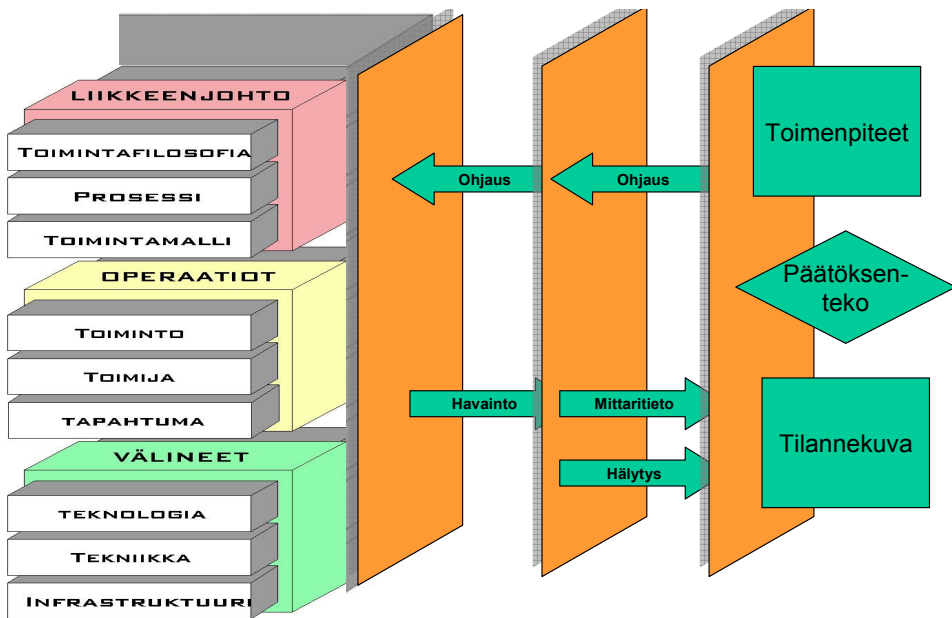 LIIKKEENJOHTO
TOIMINTAFILOSOFIA
PROSESSI
TOIMINTAMALLI
OPERAATIOT
TOIMINTO
TOIMIJA
TAPAHTUMA
VÄLINEET
TEKNOLOGIA
TEKNIIKKA
INFRASTRUKTUURI
Ohjaus
Ohjaus
Havainto
Mittaritieto
Hälytys
Toimenpiteet
Päätöksen-
teko
Tilannekuva